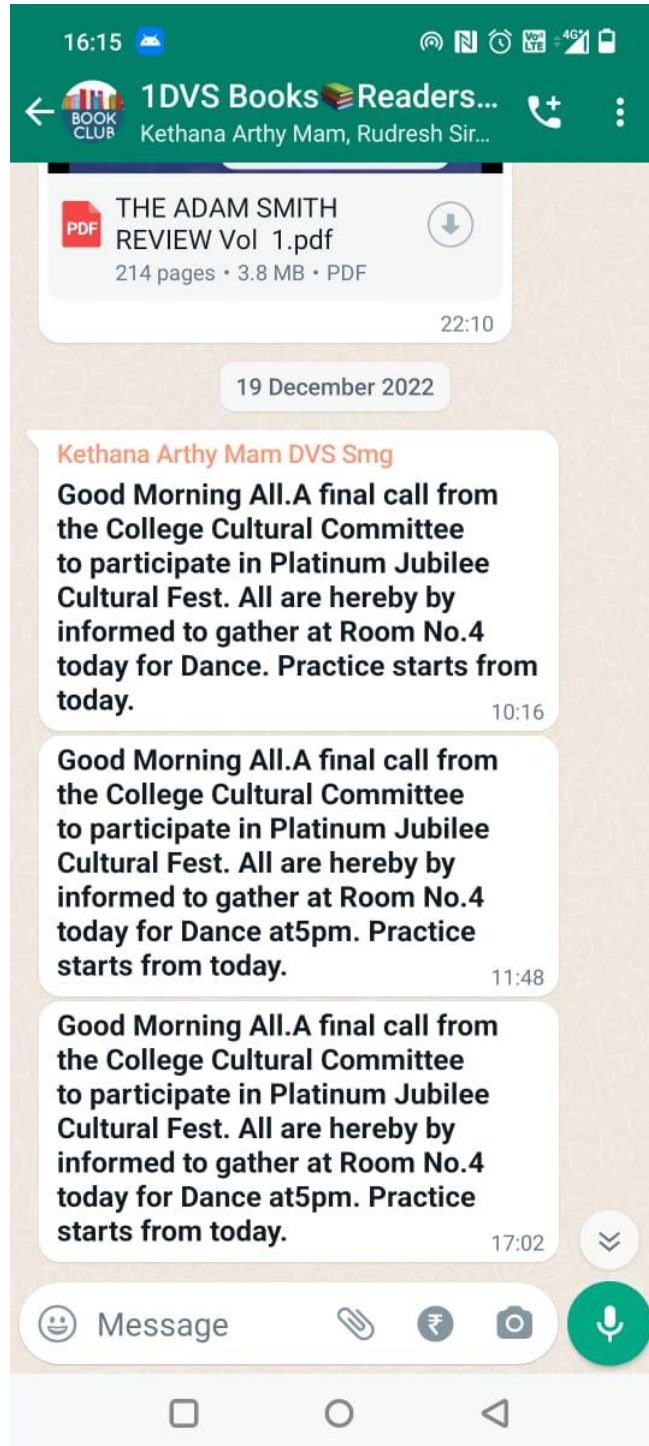 16:15 VoI LTE 4G+
BOOK CLUB 1DVS Books📚Readers...
Kethana Arthy Mam, Rudresh Sir...
PDF THE ADAM SMITH
REVIEW Vol 1.pdf
214 pages • 3.8 MB • PDF
22:10
19 December 2022
Kethana Arthy Mam DVS Smg
Good Morning All.A final call from
the College Cultural Committee
to participate in Platinum Jubilee
Cultural Fest. All are hereby by
informed to gather at Room No.4
today for Dance. Practice starts from
today. 10:16
Good Morning All.A final call from
the College Cultural Committee
to participate in Platinum Jubilee
Cultural Fest. All are hereby by
informed to gather at Room No.4
today for Dance at5pm. Practice
starts from today. 11:48
Good Morning All.A final call from
the College Cultural Committee
to participate in Platinum Jubilee
Cultural Fest. All are hereby by
informed to gather at Room No.4
today for Dance at5pm. Practice
starts from today. 17:02
Message ₹